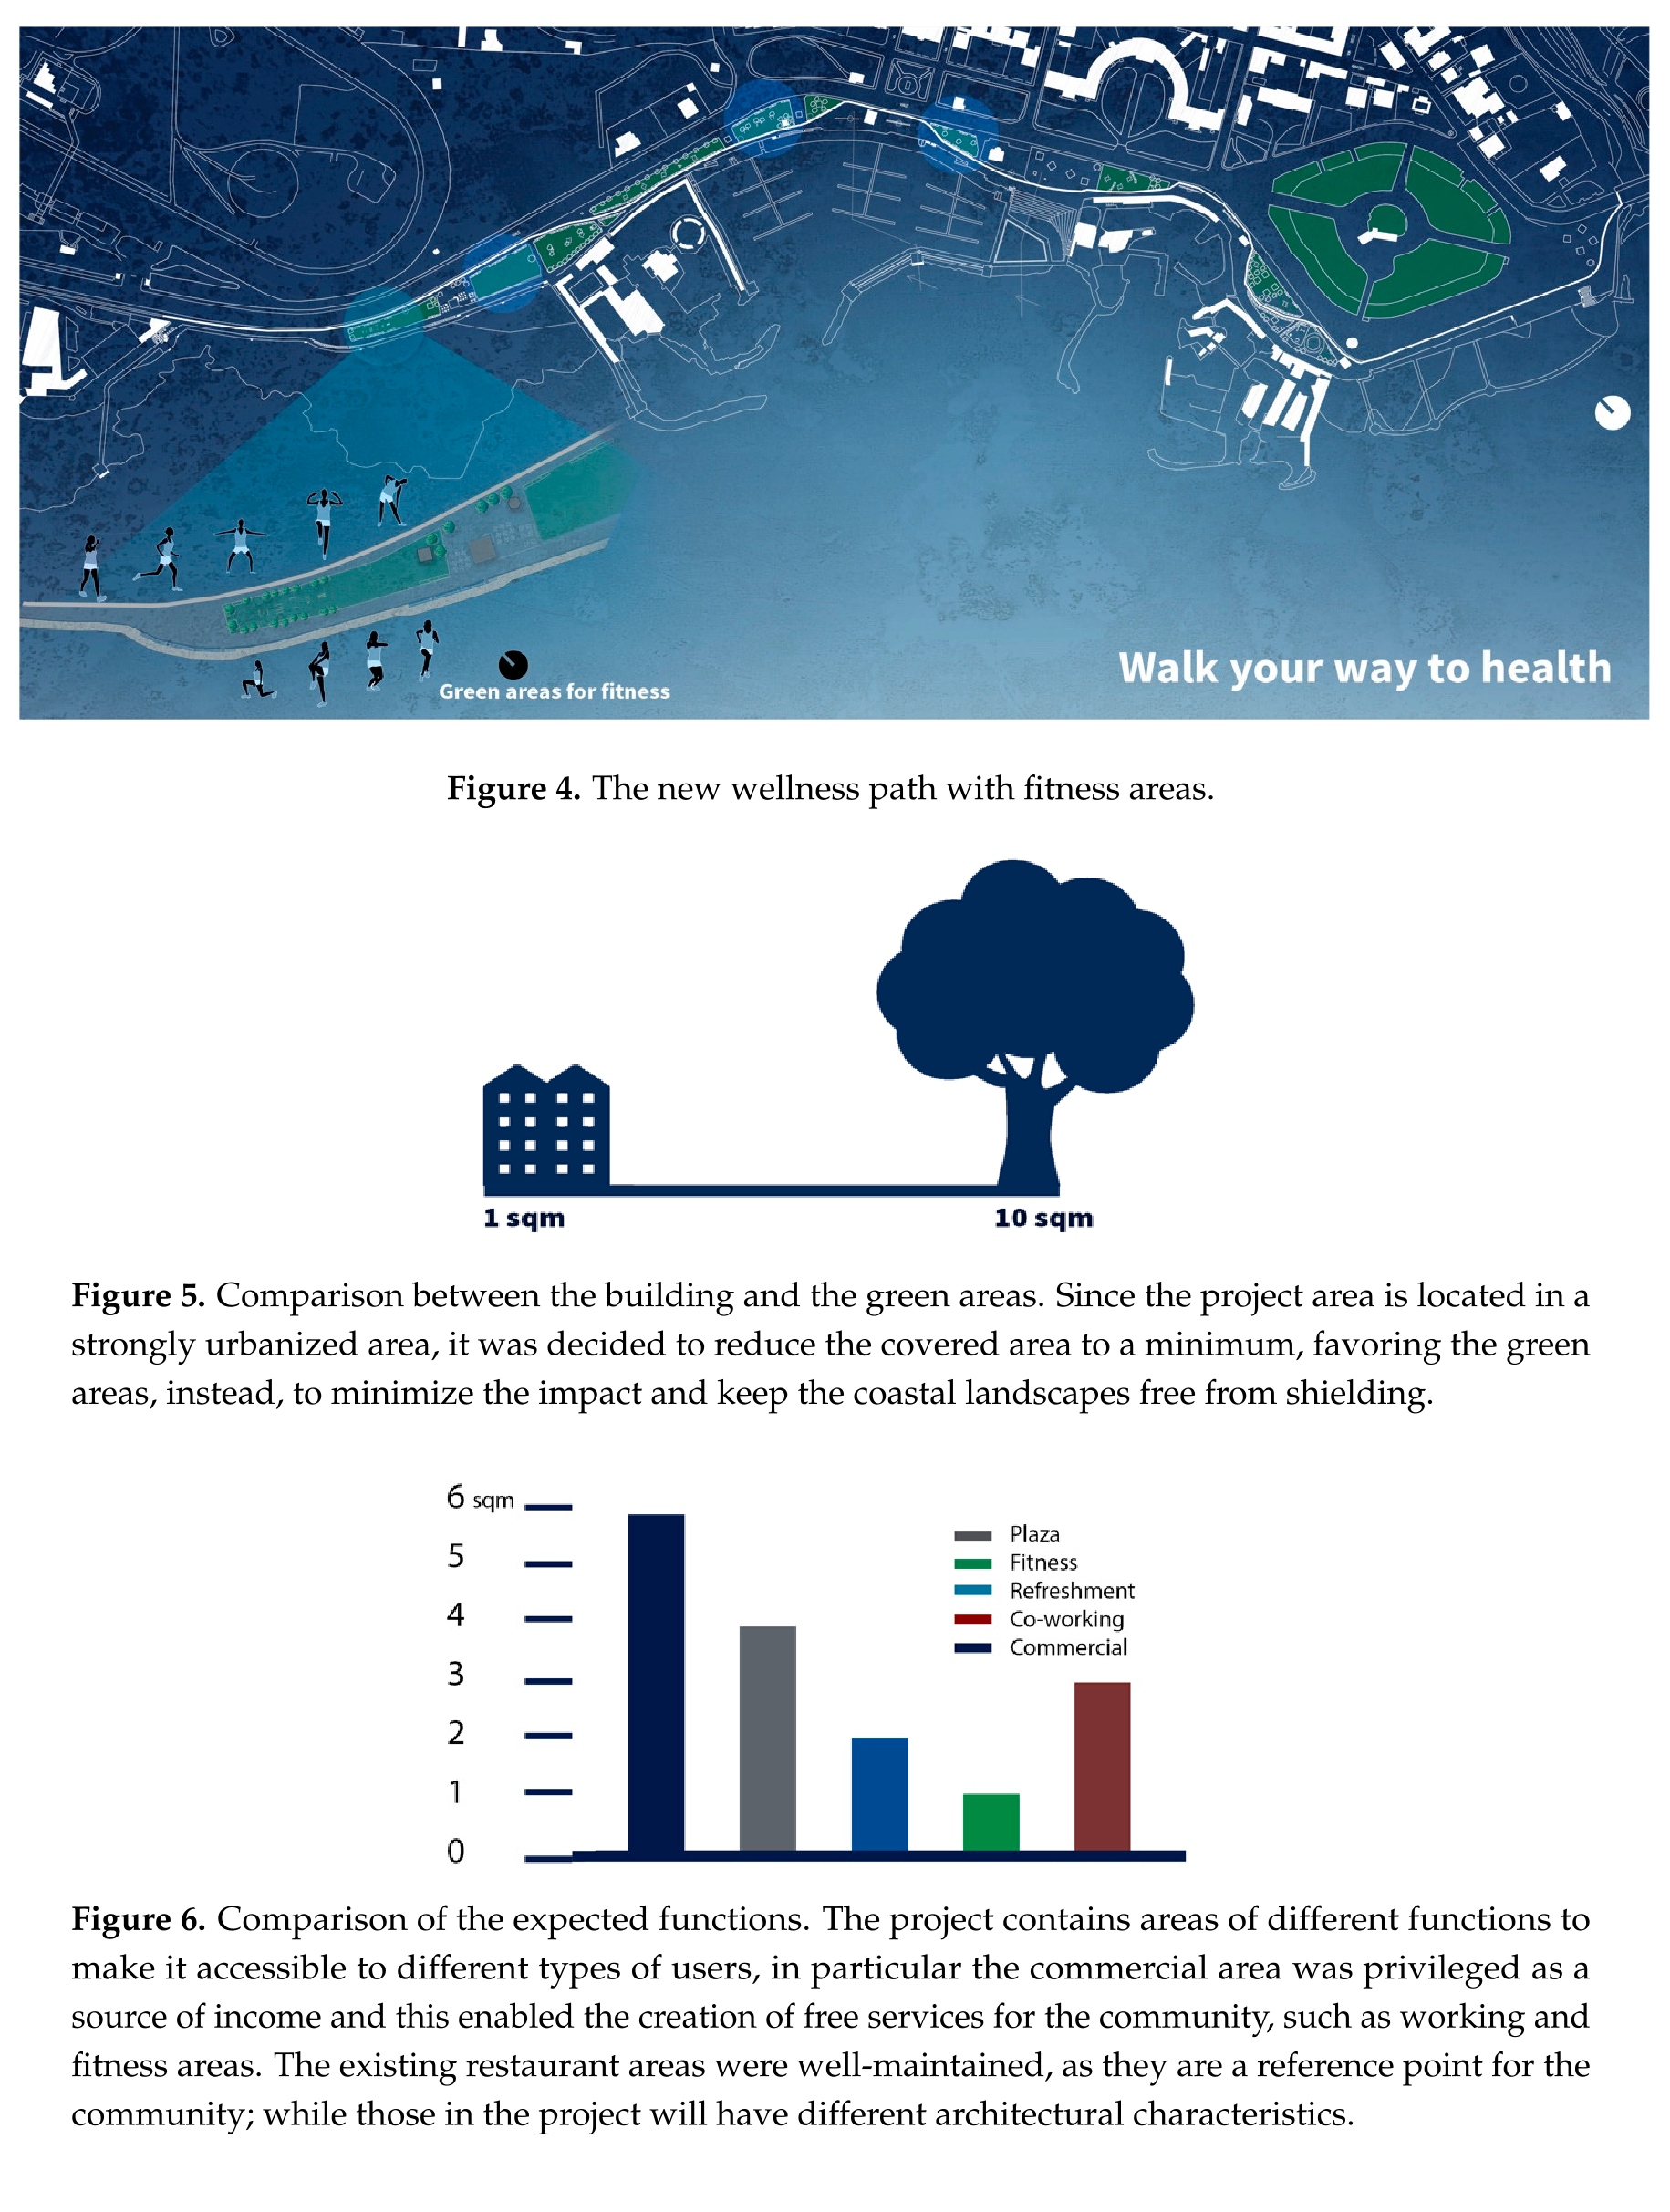 Walk your way to health
Green areas for fitness
Figure 4. The new wellness path with fitness areas.
1 sqm
10 sqm
Figure 5. Comparison between the building and the green areas. Since the project area is located in a
strongly urbanized area, it was decided to reduce the covered area to a minimum, favoring the green
areas, instead, to minimize the impact and keep the coastal landscapes free from shielding.
6 sqm
5
4
3
2
1
0
Plaza
Fitness
Refreshment
Co-working
Commercial
Figure 6. Comparison of the expected functions. The project contains areas of different functions to
make it accessible to different types of users, in particular the commercial area was privileged as a
source of income and this enabled the creation of free services for the community, such as working and
fitness areas. The existing restaurant areas were well-maintained, as they are a reference point for the
community; while those in the project will have different architectural characteristics.